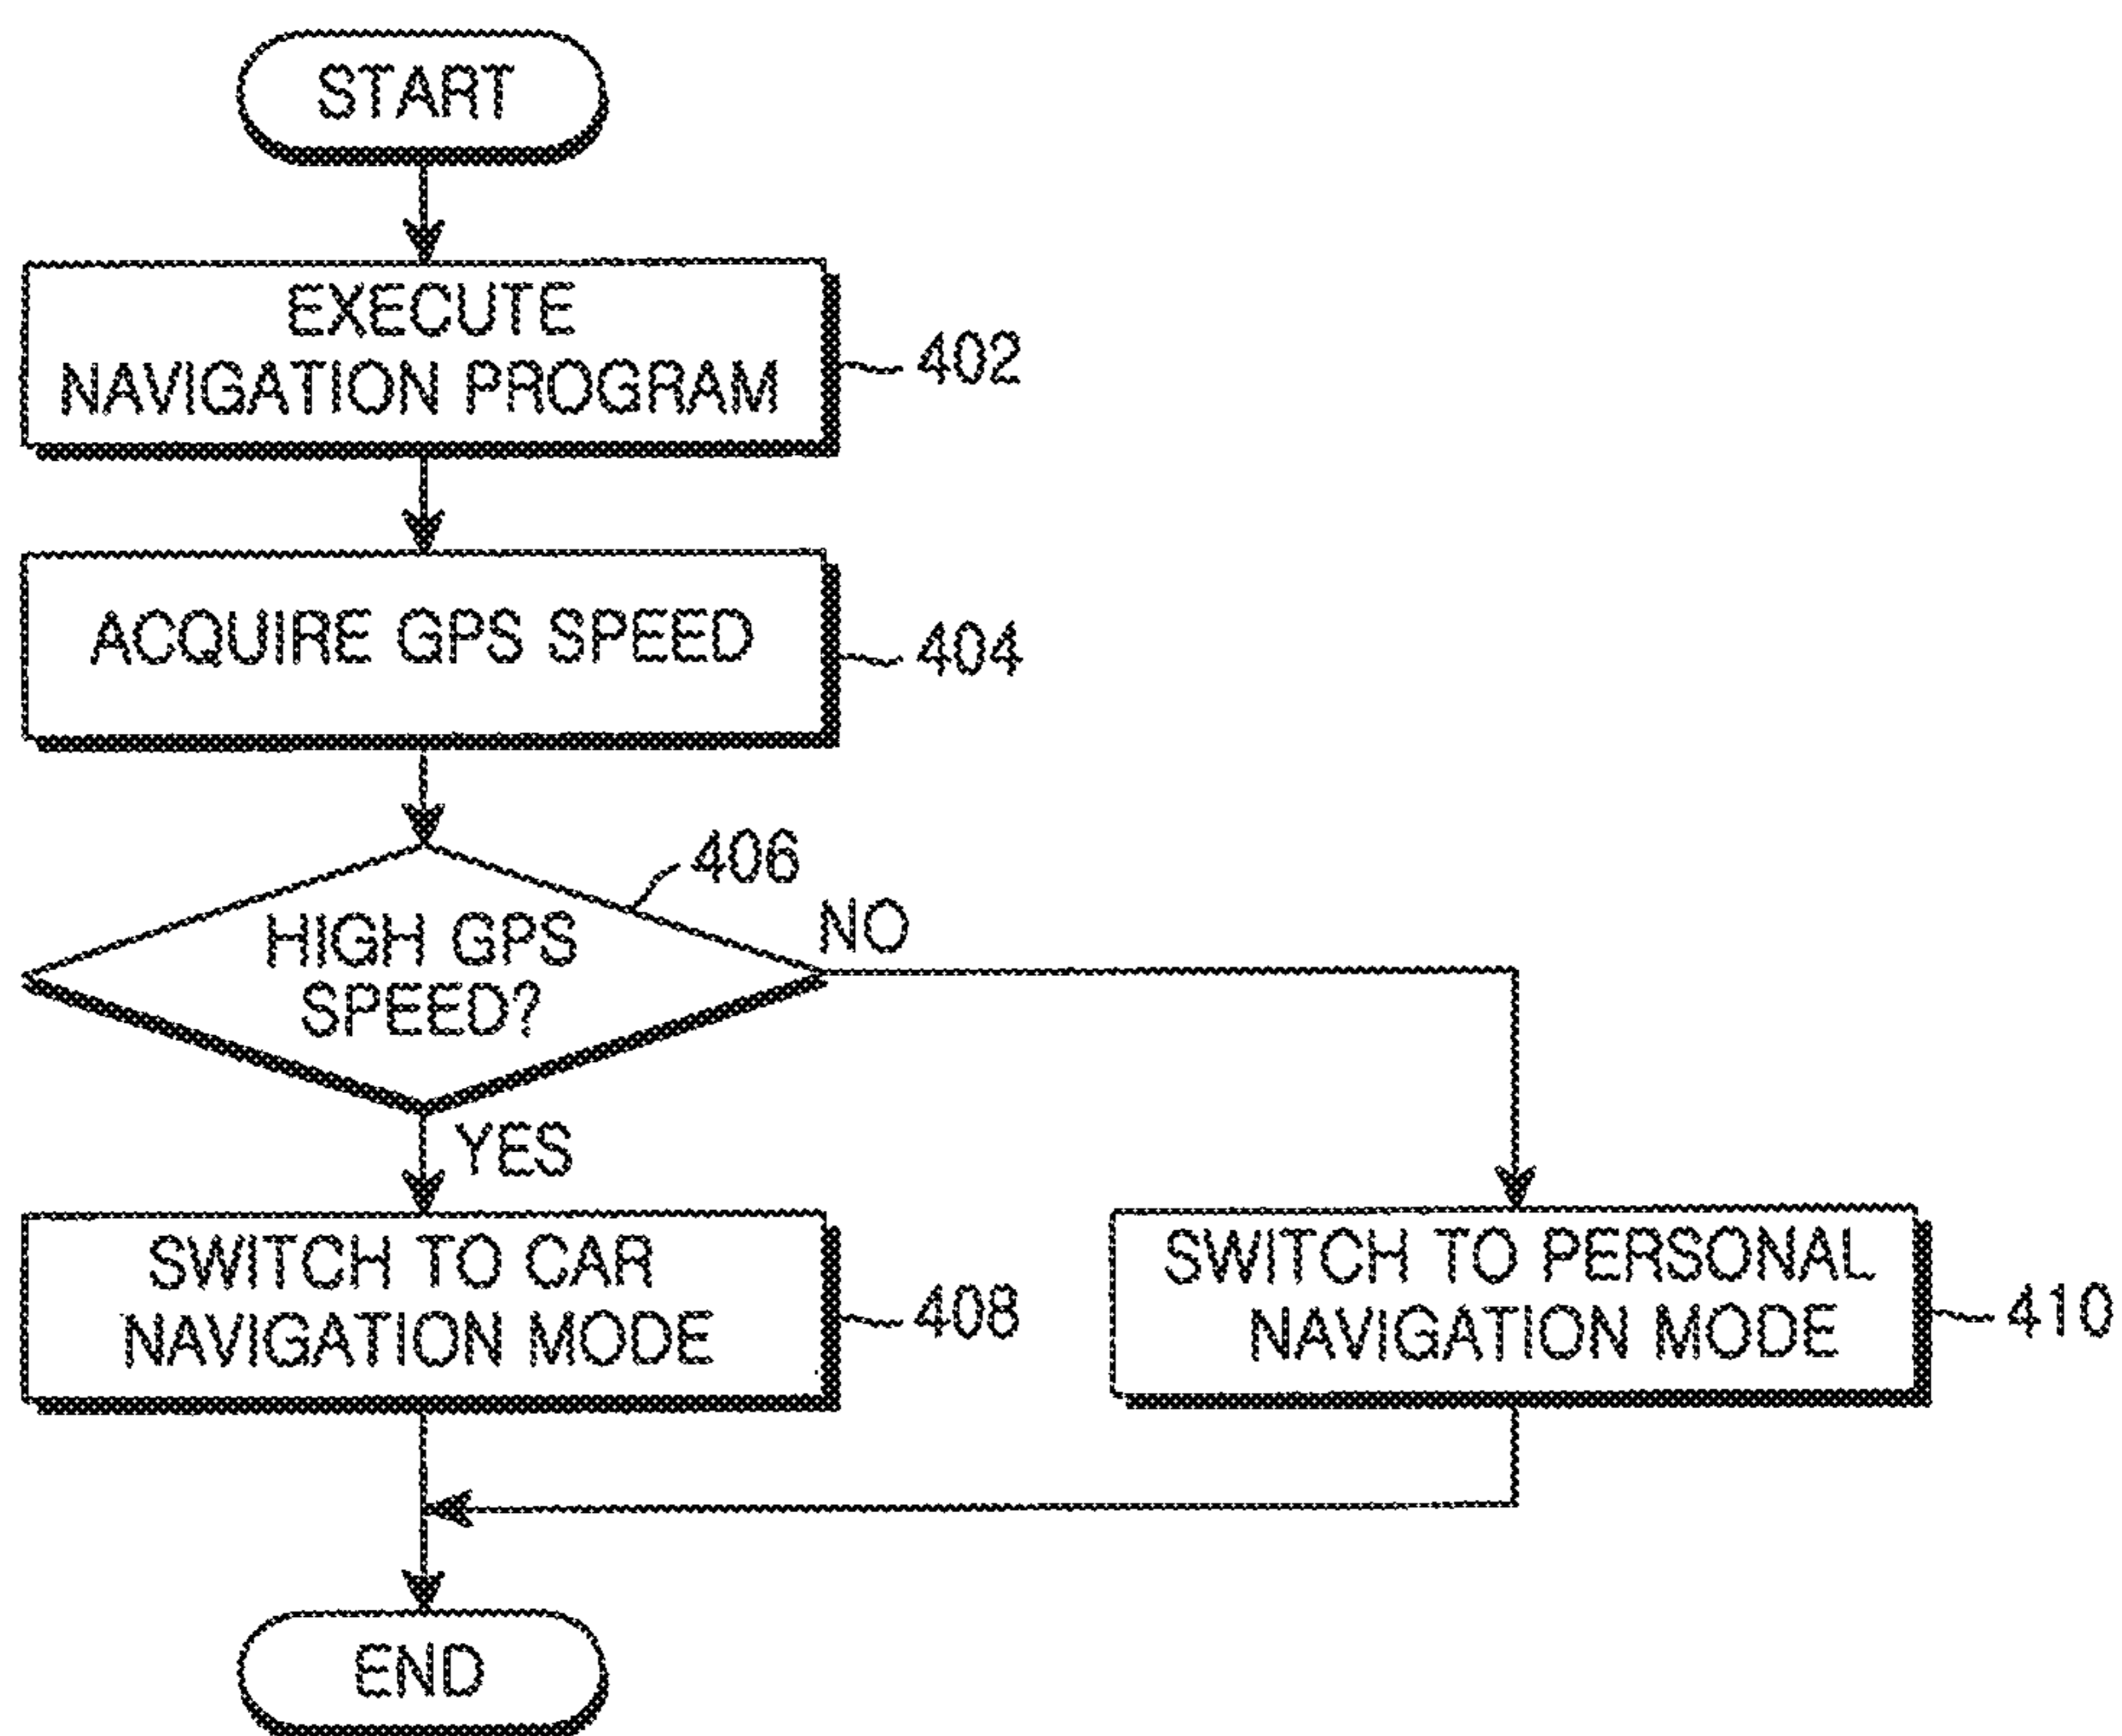 START
EXECUTE
NAVIGATION PROGRAM
402
ACQUIRE GPS SPEED
404
406
HIGH GPS
SPEED?
NO
YES
SWITCH TO CAR
NAVIGATION MODE
408
SWITCH TO PERSONAL
NAVIGATION MODE
410
END